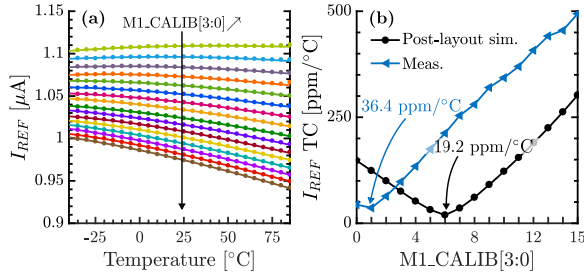 (a)
M1_CALIB[3:0]↗
I_REF [μA]
1.15
1.1
1.05
1
0.95
0.9
-25
0
25
50
75
Temperature [°C]
(b)
Post-layout sim.
Meas.
I_REF TC [ppm/°C]
500
250
0
36.4 ppm/°C
19.2 ppm/°C
0
4
8
12
15
M1_CALIB[3:0]